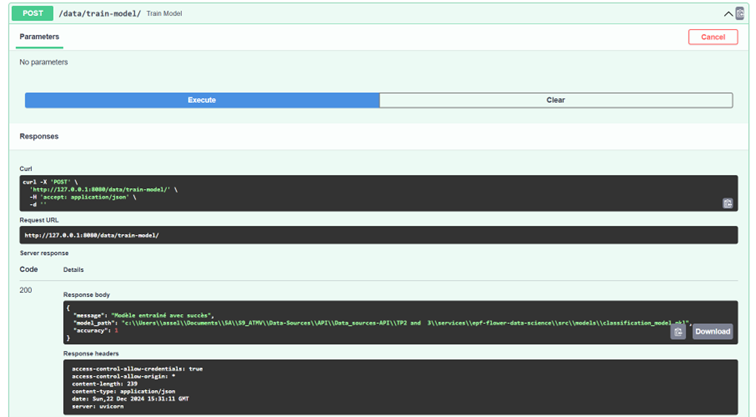 POST /data/train-model/ Train Model
Parameters
Cancel
No parameters
Execute
Clear
Responses
Curl
curl -X 'POST' \
'http://127.0.0.1:8080/data/train-model/' \
-H 'accept: application/json' \
-d ''
Request URL
http://127.0.0.1:8080/data/train-model/
Server response
Code Details
200
Response body
{
"message": "Modèle entraîné avec succès",
"model_path": "c:\\Users\\assel\\Documents\\5A\\S9_ATMV\\Data-Sources\\API\\Data_sources-API\\TP2 and 3\\services\\epf-flower-data-science\\src\\models\\classification_model.pkl",
"accuracy": 1
}
Download
Response headers
access-control-allow-credentials: true
access-control-allow-origin: *
content-length: 239
content-type: application/json
date: Sun,22 Dec 2024 15:31:11 GMT
server: uvicorn